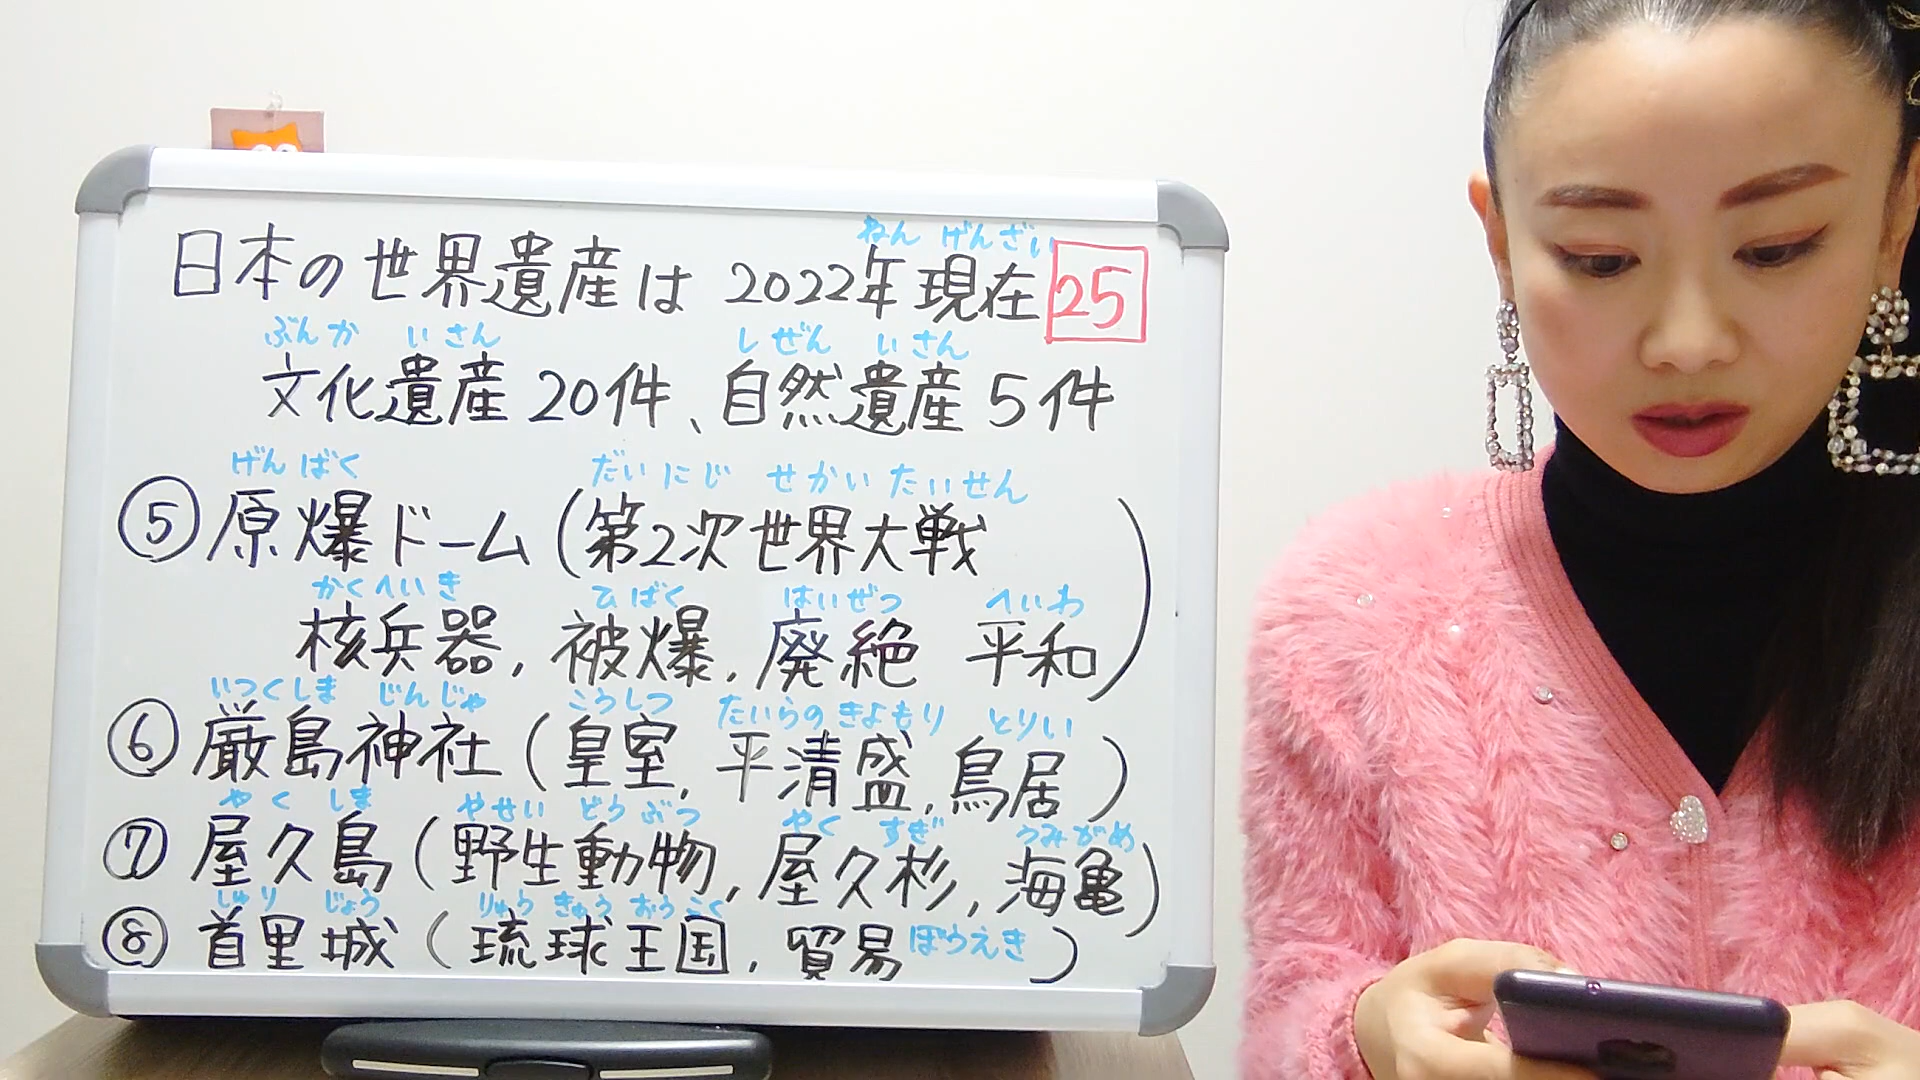 ねん げんざい
日本の世界遺産は 2022年現在 25
ぶんか いさん しぜん いさん
文化遺産 20件、自然遺産 5件
げんばく だいにじ せかい たいせん
⑤ 原爆ドーム (第2次世界大戦
かくへいき ひばく はいぜつ へいわ
核兵器, 被爆, 廃絶 平和)
いつくしま じんじゃ こうしつ たいらの きよもり とりい
⑥ 厳島神社 (皇室, 平清盛, 鳥居)
やく しま やせい どうぶつ やく すぎ うみがめ
⑦ 屋久島 (野生動物, 屋久杉, 海亀)
しゅり じょう りゅう きゅう おう こく
⑧ 首里城 (琉球王国, 貿易 ぼうえき)